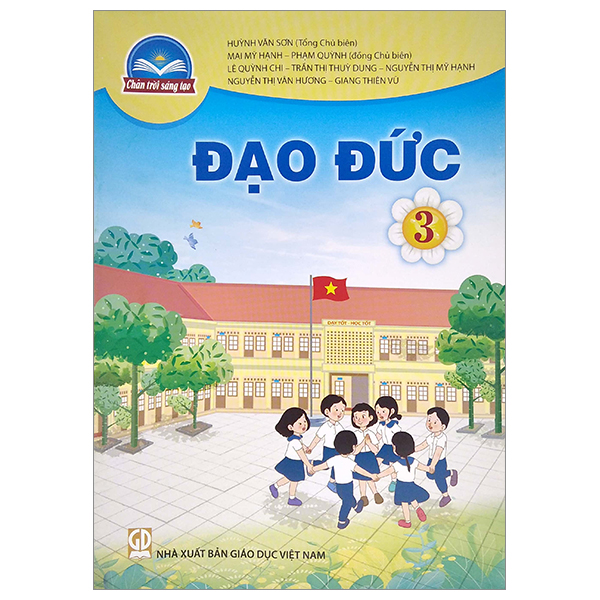 HUỲNH VĂN SƠN (Tổng Chủ biên)
MAI MỸ HẠNH – PHẠM QUỲNH (đồng Chủ biên)
LÊ QUỲNH CHI – TRẦN THỊ THUỲ DUNG – NGUYỄN THỊ MỸ HẠNH
NGUYỄN THỊ VÂN HƯƠNG – GIANG THIÊN VŨ
Chân trời sáng tạo
ĐẠO ĐỨC
3
DẠY TỐT - HỌC TỐT
GD
NHÀ XUẤT BẢN GIÁO DỤC VIỆT NAM